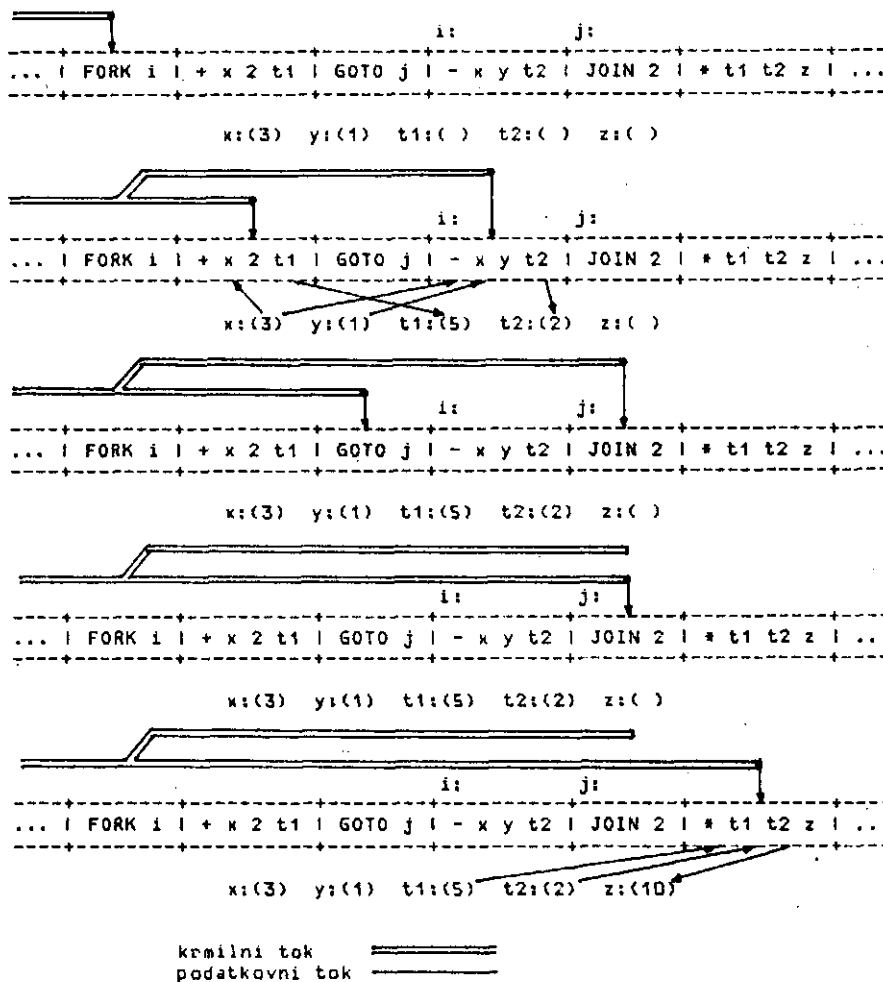 i: j:
... | FORK i | + x 2 t1 | GOTO j | - x y t2 | JOIN 2 | * t1 t2 z | ...
x:(3) y:(1) t1:( ) t2:( ) z:( )
i: j:
... | FORK i | + x 2 t1 | GOTO j | - x y t2 | JOIN 2 | * t1 t2 z | ...
x:(3) y:(1) t1:(5) t2:(2) z:( )
i: j:
... | FORK i | + x 2 t1 | GOTO j | - x y t2 | JOIN 2 | * t1 t2 z | ...
x:(3) y:(1) t1:(5) t2:(2) z:( )
i: j:
... | FORK i | + x 2 t1 | GOTO j | - x y t2 | JOIN 2 | * t1 t2 z | ...
x:(3) y:(1) t1:(5) t2:(2) z:( )
i: j:
... | FORK i | + x 2 t1 | GOTO j | - x y t2 | JOIN 2 | * t1 t2 z | ...
x:(3) y:(1) t1:(5) t2:(2) z:(10)
krmilni tok
podatkovni tok